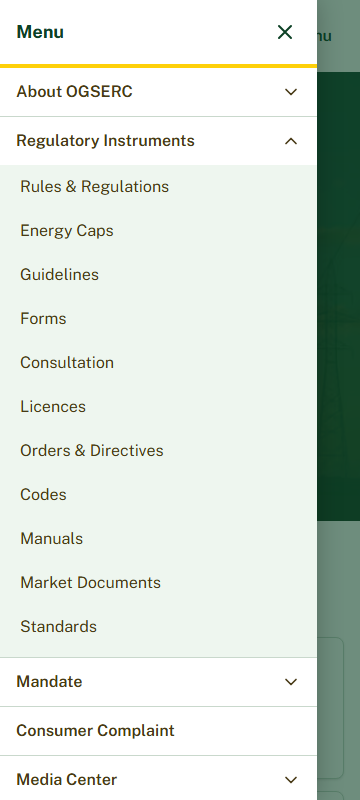 Menu
nu
About OGSERC
Regulatory Instruments
Rules & Regulations
Energy Caps
Guidelines
Forms
Consultation
Licences
Orders & Directives
Codes
Manuals
Market Documents
Standards
Mandate
Consumer Complaint
Media Center